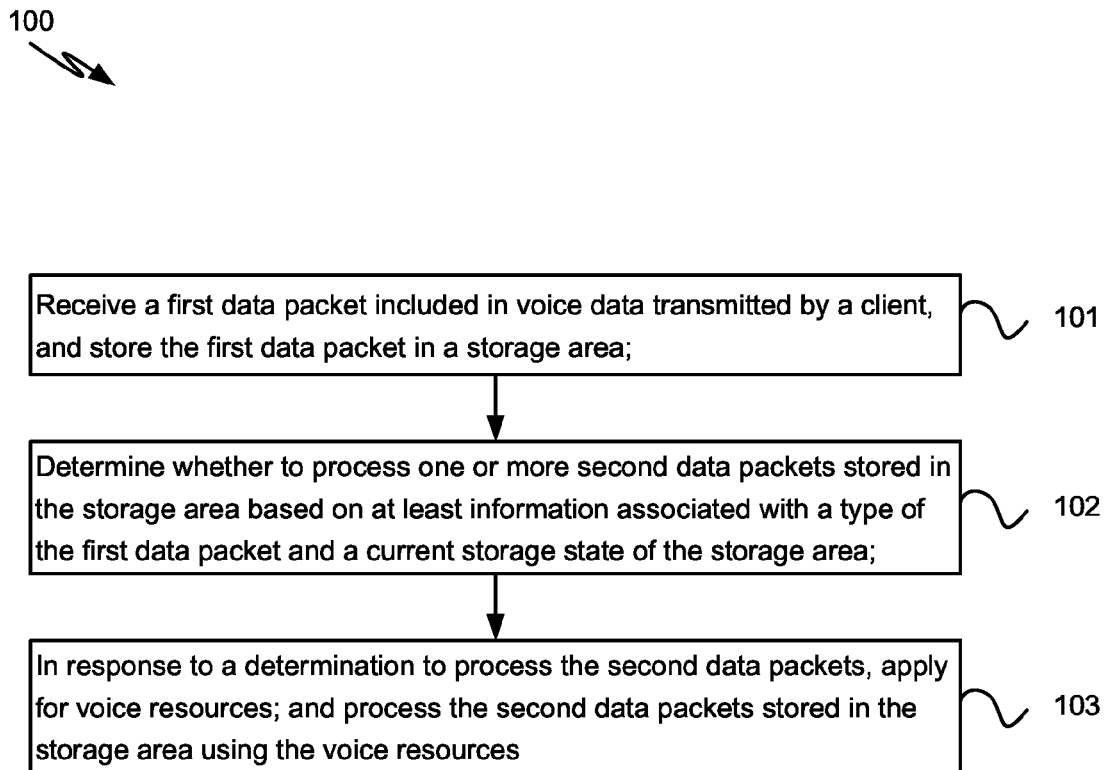 100
Receive a first data packet included in voice data transmitted by a client,
and store the first data packet in a storage area;
101
Determine whether to process one or more second data packets stored in
the storage area based on at least information associated with a type of
the first data packet and a current storage state of the storage area;
102
In response to a determination to process the second data packets, apply
for voice resources; and process the second data packets stored in the
storage area using the voice resources
103